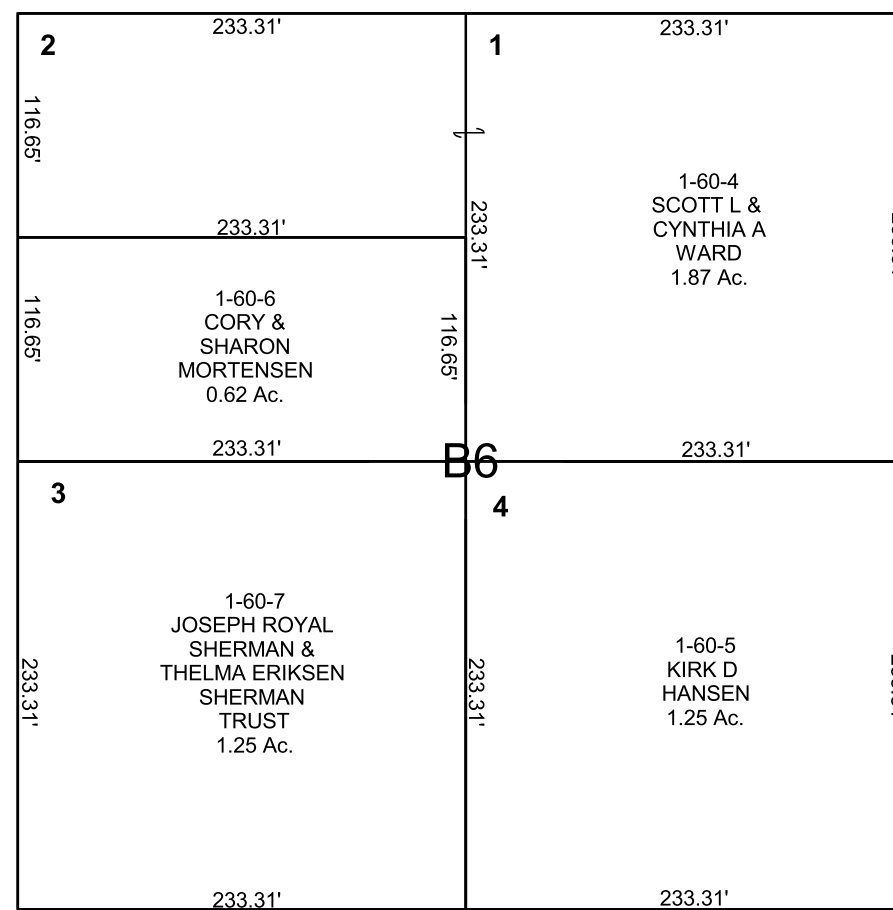 2
233.31'
1
233.31'
116.65'
233.31'
233.31'
1-60-4
SCOTT L &
CYNTHIA A
WARD
1.87 Ac.
116.65'
1-60-6
CORY &
SHARON
MORTENSEN
0.62 Ac.
116.65'
233.31'
B6
233.31'
3
4
1-60-7
JOSEPH ROYAL
SHERMAN &
THELMA ERIKSEN
SHERMAN
TRUST
1.25 Ac.
233.31'
233.31'
1-60-5
KIRK D
HANSEN
1.25 Ac.
233.31'
233.31'